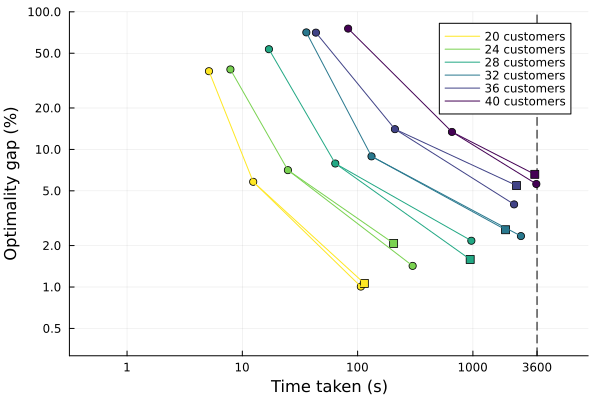 100.0
50.0
20.0
10.0
5.0
2.0
1.0
0.5
Optimality gap (%)
20 customers
24 customers
28 customers
32 customers
36 customers
40 customers
1 10 100 1000 3600
Time taken (s)